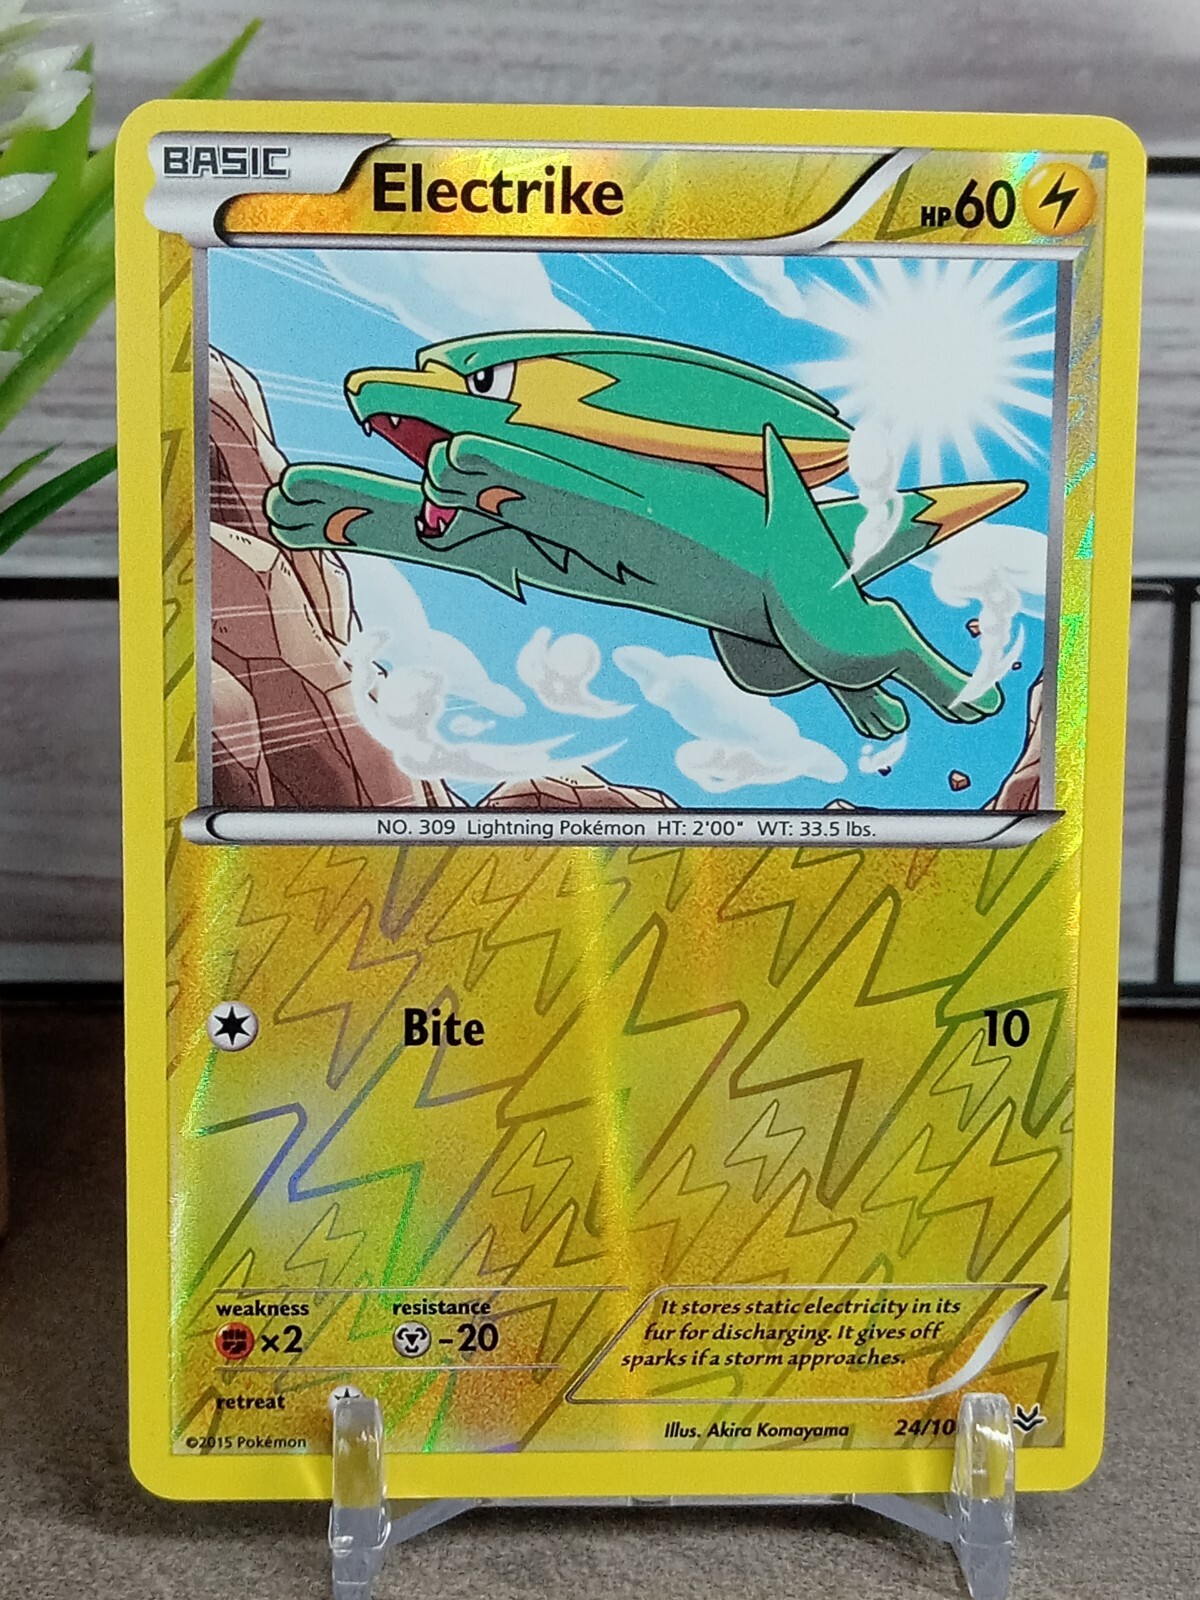 BASIC
Electrike
HP60
NO. 309 Lightning Pokémon HT: 2'00" WT: 33.5 lbs.
Bite 10
weakness resistance
×2 -20
It stores static electricity in its
fur for discharging. It gives off
sparks if a storm approaches.
retreat
©2015 Pokémon Illus. Akira Komayama 24/10